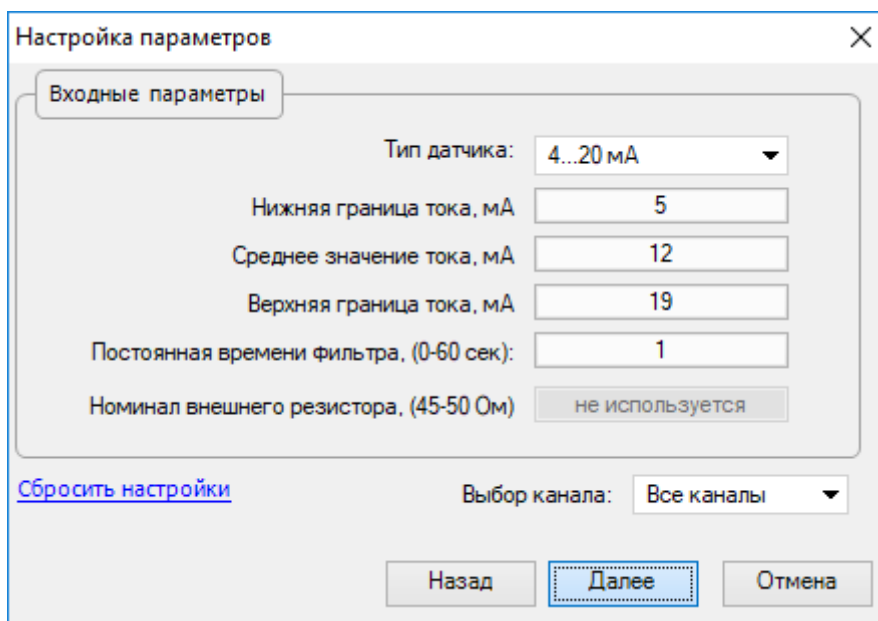 Настройка параметров
Входные параметры
Тип датчика: 4...20 мА
Нижняя граница тока, мА 5
Среднее значение тока, мА 12
Верхняя граница тока, мА 19
Постоянная времени фильтра, (0-60 сек): 1
Номинал внешнего резистора, (45-50 Ом) не используется
Сбросить настройки Выбор канала: Все каналы
Назад Далее Отмена